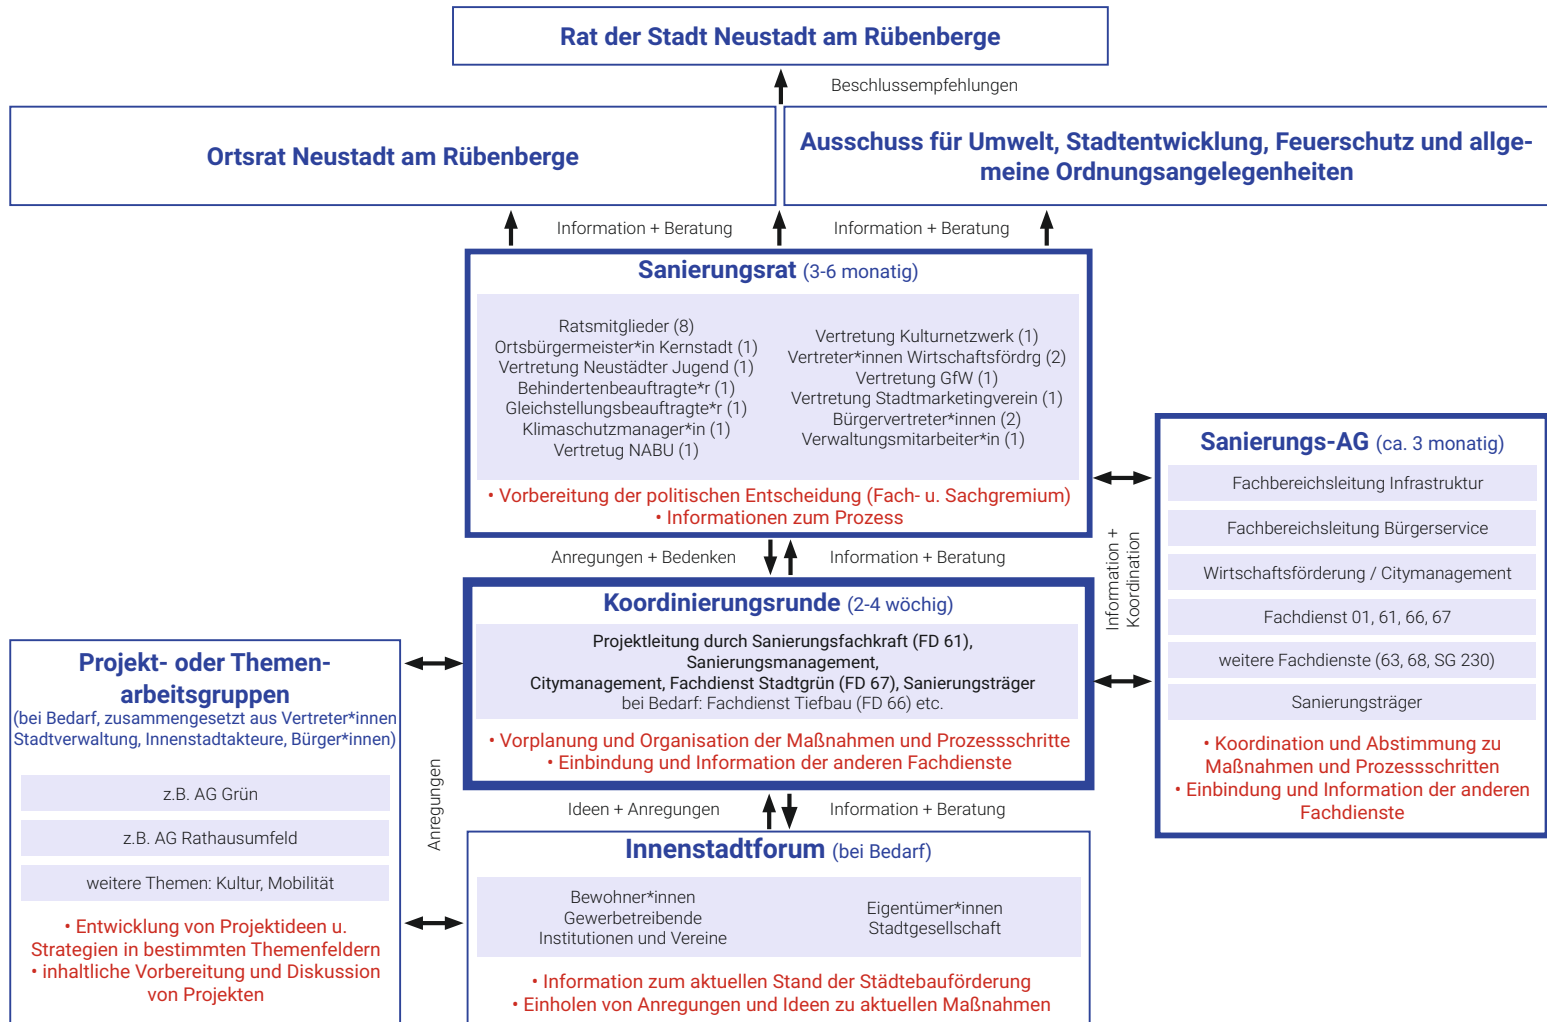 Rat der Stadt Neustadt am Rübenberge
Beschlussempfehlungen
Ortsrat Neustadt am Rübenberge
Ausschuss für Umwelt, Stadtentwicklung, Feuerschutz und allge-
meine Ordnungsangelegenheiten
Information + Beratung
Information + Beratung
Sanierungsrat (3-6 monatig)
Ratsmitglieder (8)
Ortsbürgermeister*in Kernstadt (1)
Vertretung Neustädter Jugend (1)
Behindertenbeauftragte*r (1)
Gleichstellungsbeauftragte*r (1)
Klimaschutzmanager*in (1)
Vertretug NABU (1)
Vertretung Kulturnetzwerk (1)
Vertreter*innen Wirtschaftsfördrg (2)
Vertretung GfW (1)
Vertretung Stadtmarketingverein (1)
Bürgervertreter*innen (2)
Verwaltungsmitarbeiter*in (1)
• Vorbereitung der politischen Entscheidung (Fach- u. Sachgremium)
• Informationen zum Prozess
Anregungen + Bedenken
Information + Beratung
Information +
Koordination
Sanierungs-AG (ca. 3 monatig)
Fachbereichsleitung Infrastruktur
Fachbereichsleitung Bürgerservice
Wirtschaftsförderung / Citymanagement
Fachdienst 01, 61, 66, 67
weitere Fachdienste (63, 68, SG 230)
Sanierungsträger
• Koordination und Abstimmung zu
Maßnahmen und Prozessschritten
• Einbindung und Information der anderen
Fachdienste
Koordinierungsrunde (2-4 wöchig)
Projektleitung durch Sanierungsfachkraft (FD 61),
Sanierungsmanagement,
Citymanagement, Fachdienst Stadtgrün (FD 67), Sanierungsträger
bei Bedarf: Fachdienst Tiefbau (FD 66) etc.
• Vorplanung und Organisation der Maßnahmen und Prozessschritte
• Einbindung und Information der anderen Fachdienste
Projekt- oder Themen-
arbeitsgruppen
(bei Bedarf, zusammengesetzt aus Vertreter*innen
Stadtverwaltung, Innenstadtakteure, Bürger*innen)
z.B. AG Grün
z.B. AG Rathausumfeld
weitere Themen: Kultur, Mobilität
• Entwicklung von Projektideen u.
Strategien in bestimmten Themenfeldern
• inhaltliche Vorbereitung und Diskussion
von Projekten
Anregungen
Ideen + Anregungen
Information + Beratung
Innenstadtforum (bei Bedarf)
Bewohner*innen
Gewerbetreibende
Institutionen und Vereine
Eigentümer*innen
Stadtgesellschaft
• Information zum aktuellen Stand der Städtebauförderung
• Einholen von Anregungen und Ideen zu aktuellen Maßnahmen